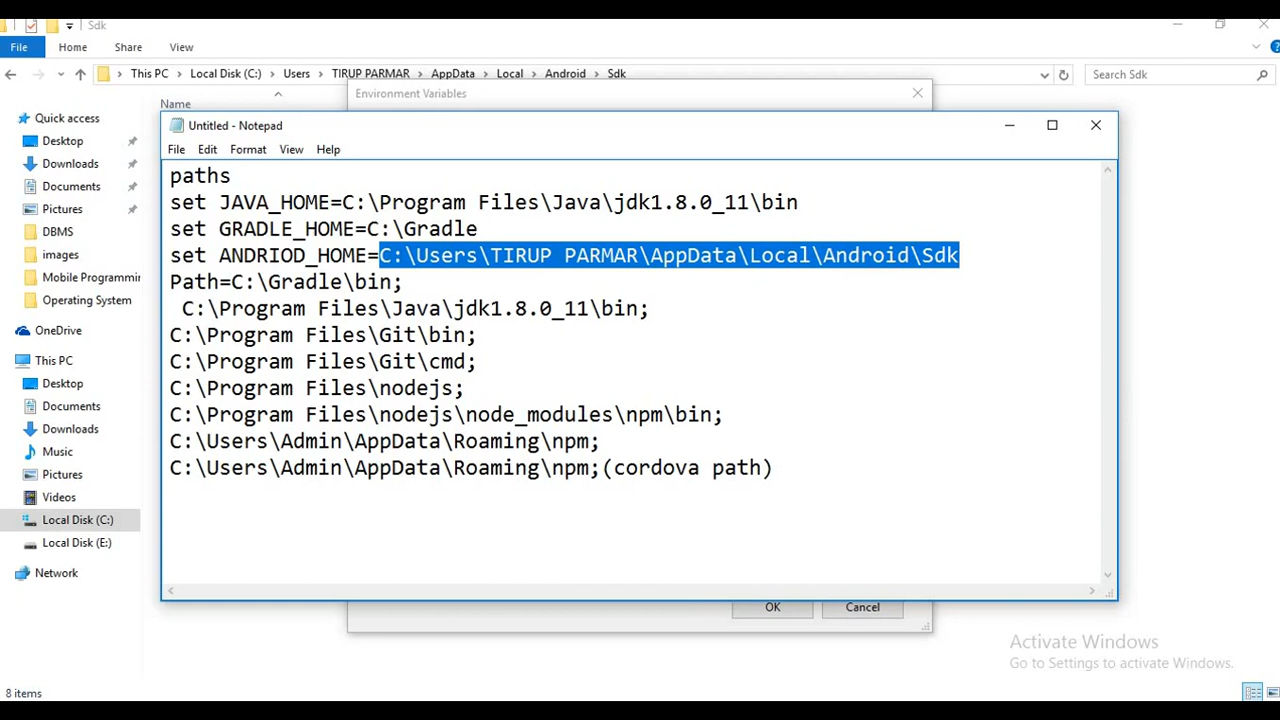 Sdk
File Home Share View
This PC Local Disk (C:) Users TIRUP PARMAR AppData Local Android Sdk
Search Sdk
Name
Environment Variables
Quick access
Desktop
Downloads
Documents
Pictures
DBMS
images
Mobile Programmin
Operating System
OneDrive
This PC
Desktop
Documents
Downloads
Music
Pictures
Videos
Local Disk (C:)
Local Disk (E:)
Network
Untitled - Notepad
File Edit Format View Help
paths
set JAVA_HOME=C:\Program Files\Java\jdk1.8.0_11\bin
set GRADLE_HOME=C:\Gradle
set ANDRIOD_HOME=C:\Users\TIRUP PARMAR\AppData\Local\Android\Sdk
Path=C:\Gradle\bin;
C:\Program Files\Java\jdk1.8.0_11\bin;
C:\Program Files\Git\bin;
C:\Program Files\Git\cmd;
C:\Program Files\nodejs;
C:\Program Files\nodejs\node_modules\npm\bin;
C:\Users\Admin\AppData\Roaming\npm;
C:\Users\Admin\AppData\Roaming\npm;(cordova path)
OK Cancel
Activate Windows
Go to Settings to activate Windows.
8 items